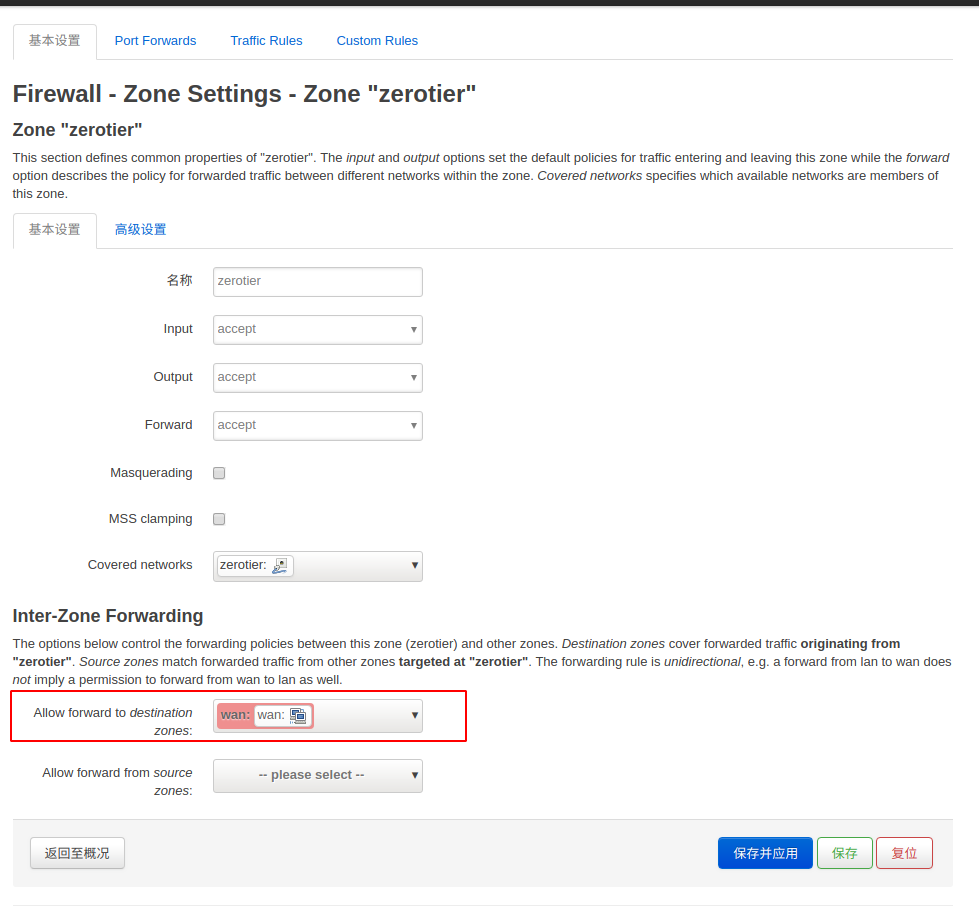 基本设置 Port Forwards Traffic Rules Custom Rules
Firewall - Zone Settings - Zone "zerotier"
Zone "zerotier"
This section defines common properties of "zerotier". The input and output options set the default policies for traffic entering and leaving this zone while the forward
option describes the policy for forwarded traffic between different networks within the zone. Covered networks specifies which available networks are members of
this zone.
基本设置 高级设置
名称 zerotier
Input accept
Output accept
Forward accept
Masquerading
MSS clamping
Covered networks zerotier:
Inter-Zone Forwarding
The options below control the forwarding policies between this zone (zerotier) and other zones. Destination zones cover forwarded traffic originating from
"zerotier". Source zones match forwarded traffic from other zones targeted at "zerotier". The forwarding rule is unidirectional, e.g. a forward from lan to wan does
not imply a permission to forward from wan to lan as well.
Allow forward to destination
zones: wan: wan:
Allow forward from source
zones: -- please select --
返回至概况 保存并应用 保存 复位